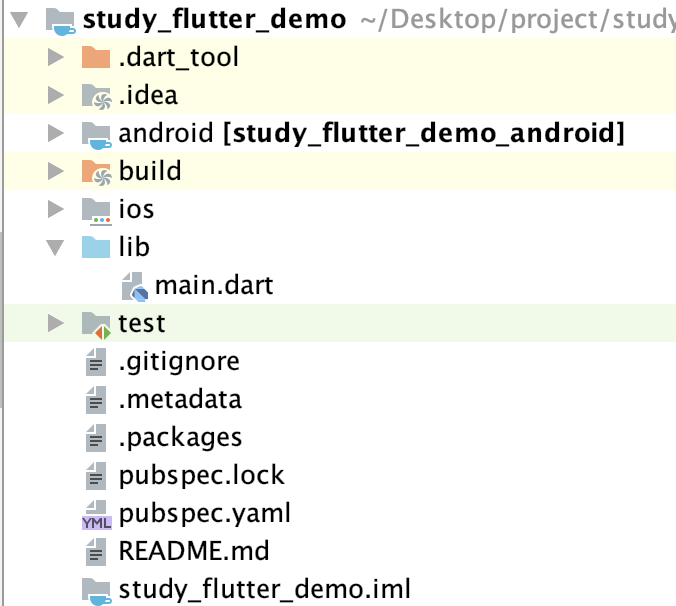 study_flutter_demo ~/Desktop/project/study
.dart_tool
.idea
android [study_flutter_demo_android]
build
ios
lib
main.dart
test
.gitignore
.metadata
.packages
pubspec.lock
YML pubspec.yaml
README.md
study_flutter_demo.iml